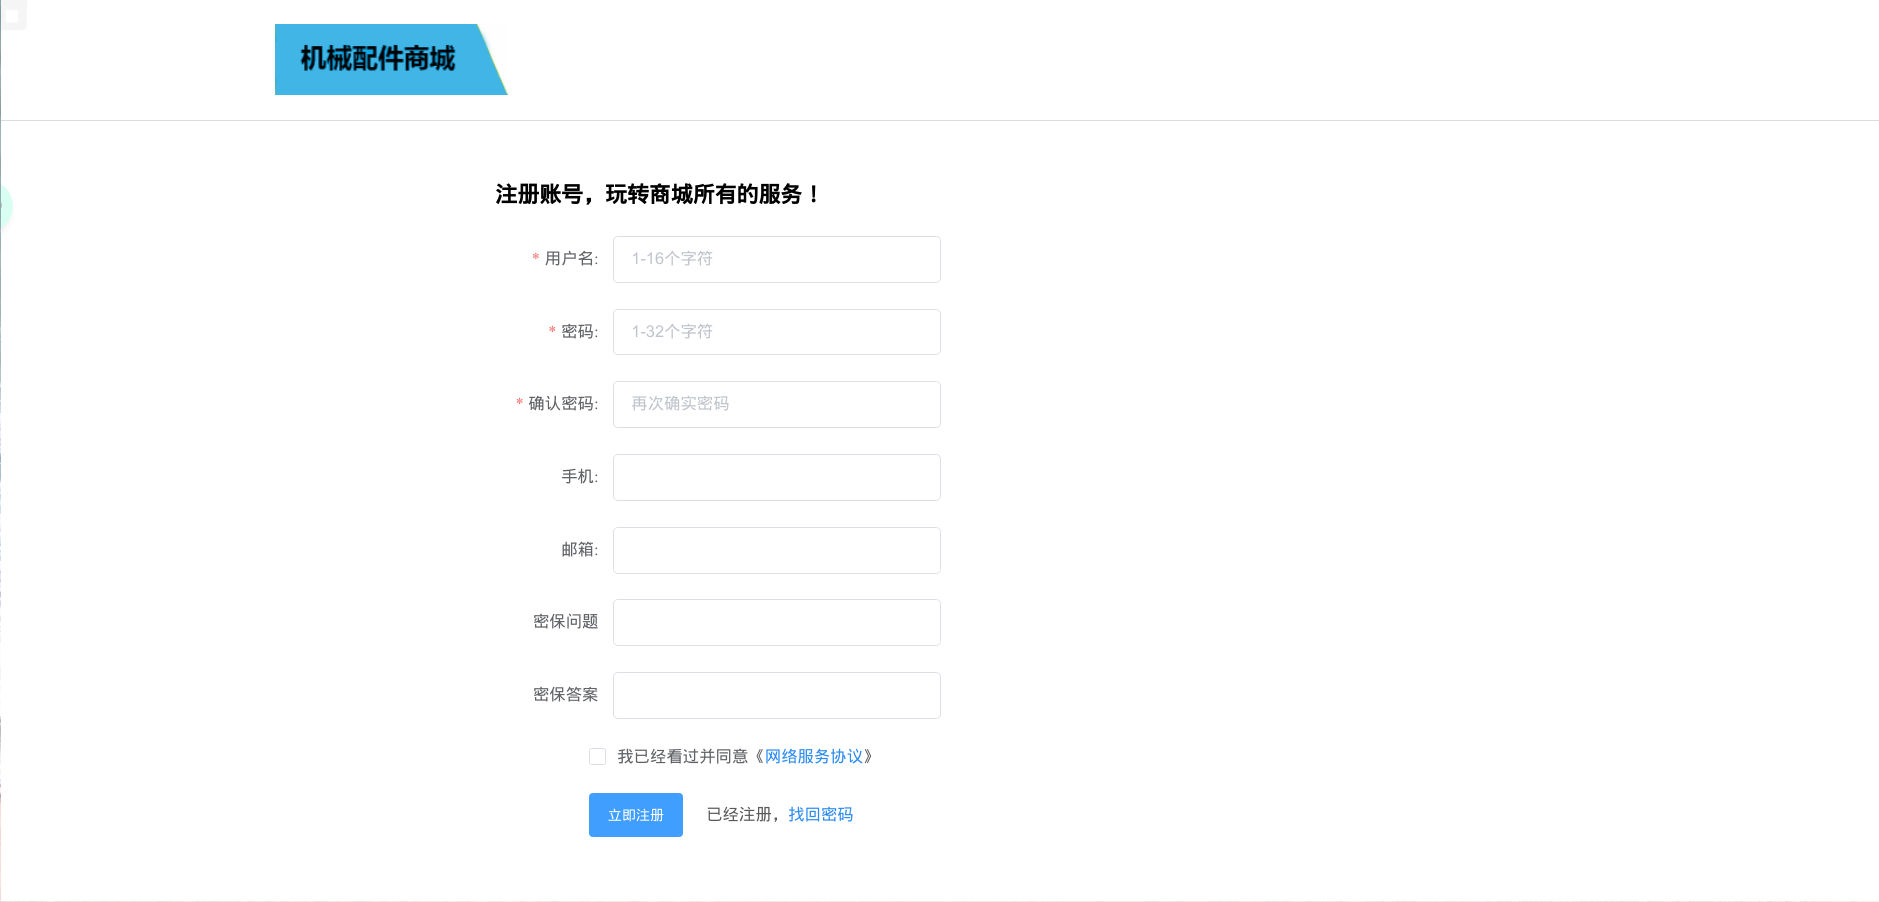 机械配件商城
注册账号，玩转商城所有的服务！
* 用户名: 1-16个字符
* 密码: 1-32个字符
* 确认密码: 再次确实密码
手机:
邮箱:
密保问题
密保答案
我已经看过并同意《网络服务协议》
立即注册 已经注册，找回密码